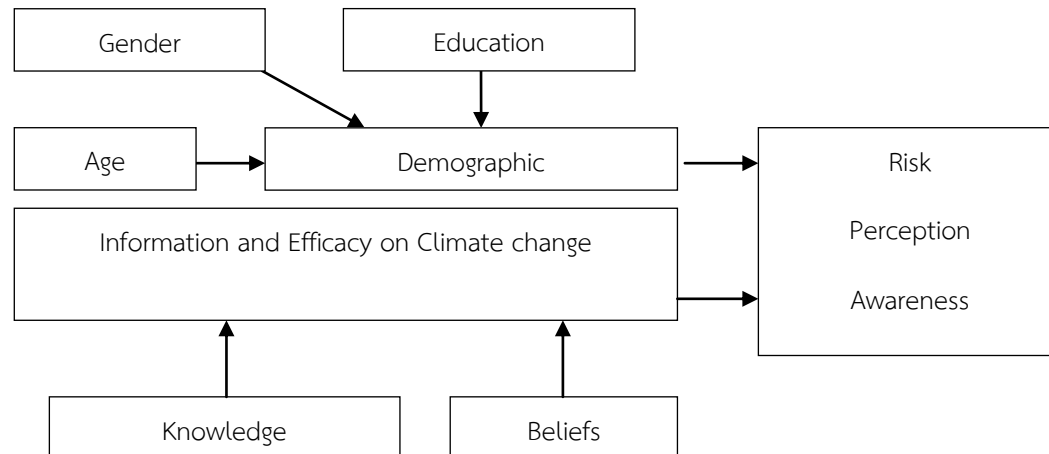 Gender
Education
Age
Demographic
Risk
Information and Efficacy on Climate change
Perception
Awareness
Knowledge
Beliefs